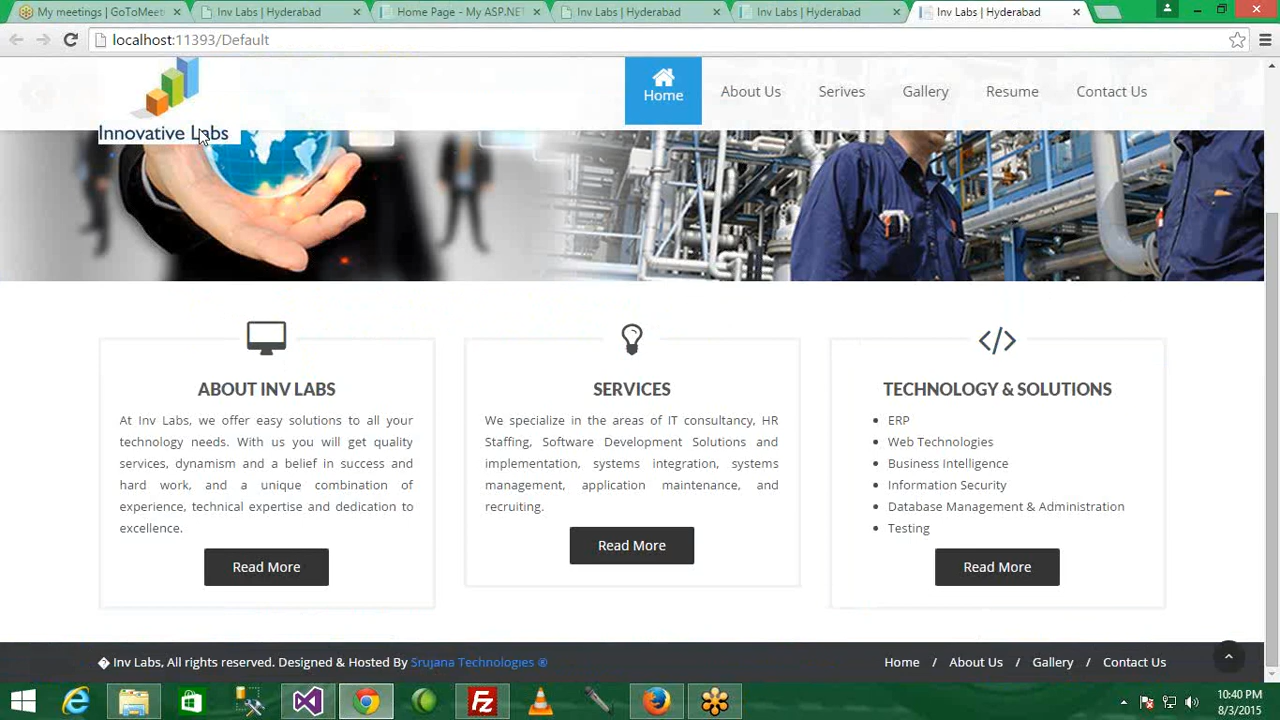 My meetings | GoToMeet
Inv Labs | Hyderabad
Home Page - My ASP.NET
Inv Labs | Hyderabad
Inv Labs | Hyderabad
Inv Labs | Hyderabad
localhost:11393/Default
Innovative Labs
Home
About Us
Serives
Gallery
Resume
Contact Us
ABOUT INV LABS
At Inv Labs, we offer easy solutions to all your
technology needs. With us you will get quality
services, dynamism and a belief in success and
hard work, and a unique combination of
experience, technical expertise and dedication to
excellence.
Read More
SERVICES
We specialize in the areas of IT consultancy, HR
Staffing, Software Development Solutions and
implementation, systems integration, systems
management, application maintenance, and
recruiting.
Read More
TECHNOLOGY & SOLUTIONS
• ERP
• Web Technologies
• Business Intelligence
• Information Security
• Database Management & Administration
• Testing
Read More
� Inv Labs, All rights reserved. Designed & Hosted By Srujana Technologies ®
Home / About Us / Gallery / Contact Us
10:40 PM
8/3/2015